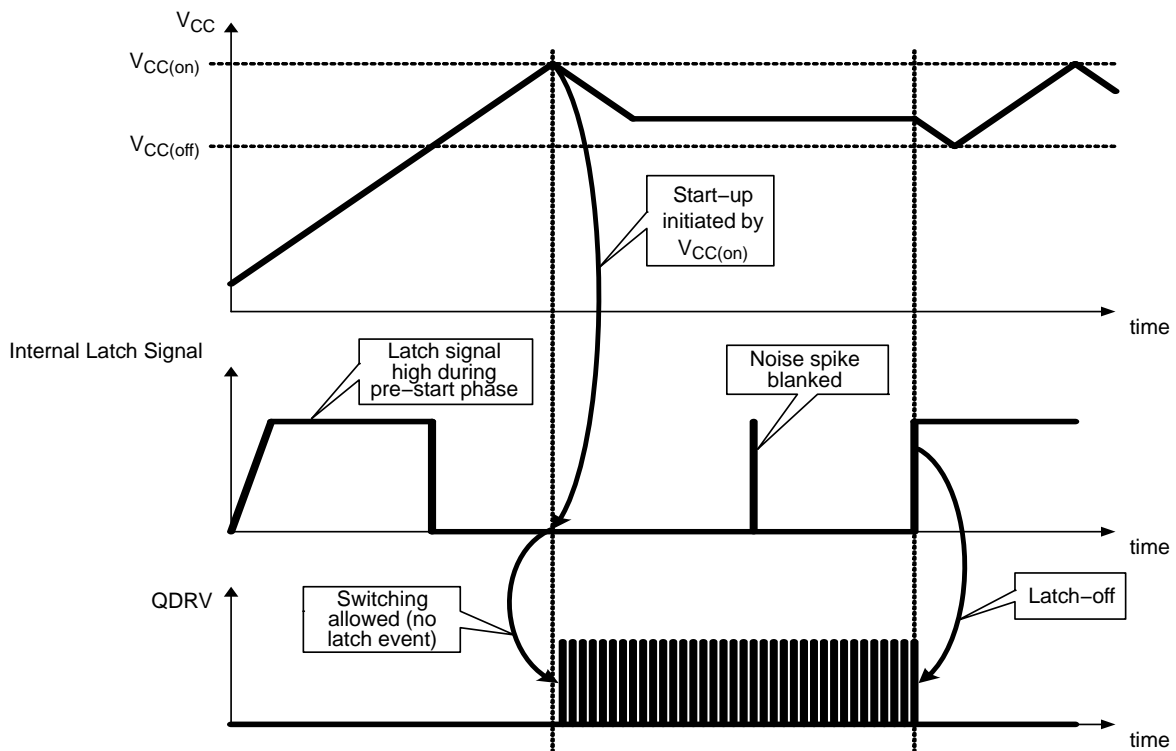 VCC
VCC(on)
VCC(off)
Start−up
initiated by
VCC(on)
time
Internal Latch Signal
Latch signal
high during
pre−start phase
Noise spike
blanked
time
QDRV
Switching
allowed (no
latch event)
Latch−off
time